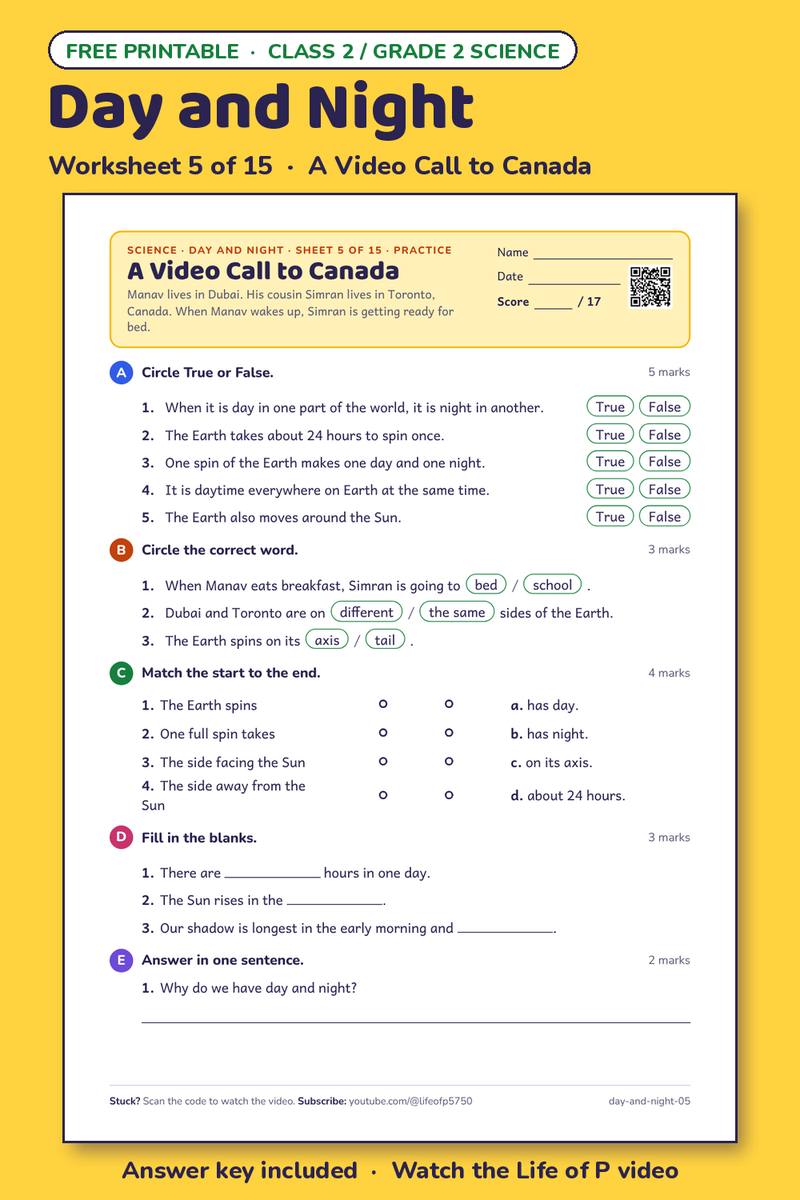 FREE PRINTABLE · CLASS 2 / GRADE 2 SCIENCE
Day and Night
Worksheet 5 of 15 · A Video Call to Canada
SCIENCE · DAY AND NIGHT · SHEET 5 OF 15 · PRACTICE
A Video Call to Canada
Manav lives in Dubai. His cousin Simran lives in Toronto,
Canada. When Manav wakes up, Simran is getting ready for
bed.
Name
Date
Score / 17
A Circle True or False. 5 marks
1. When it is day in one part of the world, it is night in another. True False
2. The Earth takes about 24 hours to spin once. True False
3. One spin of the Earth makes one day and one night. True False
4. It is daytime everywhere on Earth at the same time. True False
5. The Earth also moves around the Sun. True False
B Circle the correct word. 3 marks
1. When Manav eats breakfast, Simran is going to bed / school .
2. Dubai and Toronto are on different / the same sides of the Earth.
3. The Earth spins on its axis / tail .
C Match the start to the end. 4 marks
1. The Earth spins a. has day.
2. One full spin takes b. has night.
3. The side facing the Sun c. on its axis.
4. The side away from the
Sun d. about 24 hours.
D Fill in the blanks. 3 marks
1. There are ____________ hours in one day.
2. The Sun rises in the ____________.
3. Our shadow is longest in the early morning and ____________.
E Answer in one sentence. 2 marks
1. Why do we have day and night?
Stuck? Scan the code to watch the video. Subscribe: youtube.com/@lifeofp5750 day-and-night-05
Answer key included · Watch the Life of P video